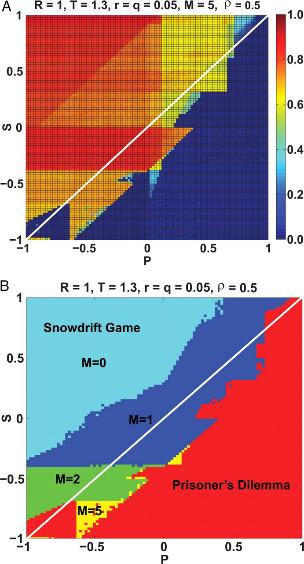 A
R = 1, T = 1.3, r = q = 0.05, M = 5, ρ = 0.5
1
0.5
0
−0.5
−1
S
−1 −0.5 0 0.5 1
P
1.0
0.8
0.6
0.4
0.2
0.0
B
R = 1, T = 1.3, r = q = 0.05, ρ = 0.5
1
0.5
0
−0.5
−1
S
Snowdrift Game
M=0
M=1
M=2
M=5
Prisoner's Dilemma
−1 −0.5 0 0.5 1
P